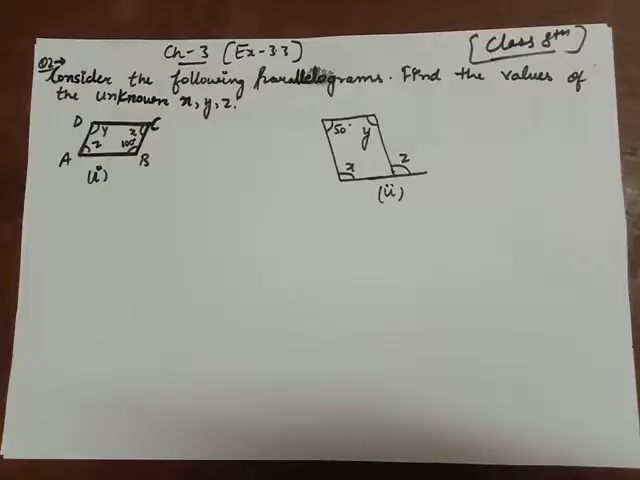 Ch-3 [Ex-3.3]
[Class 8th]
Q2→ Consider the following parallelograms. Find the values of
the unknown x, y, z.
D C
y x
z 100°
A B
(i)
50° y
x z
(ii)